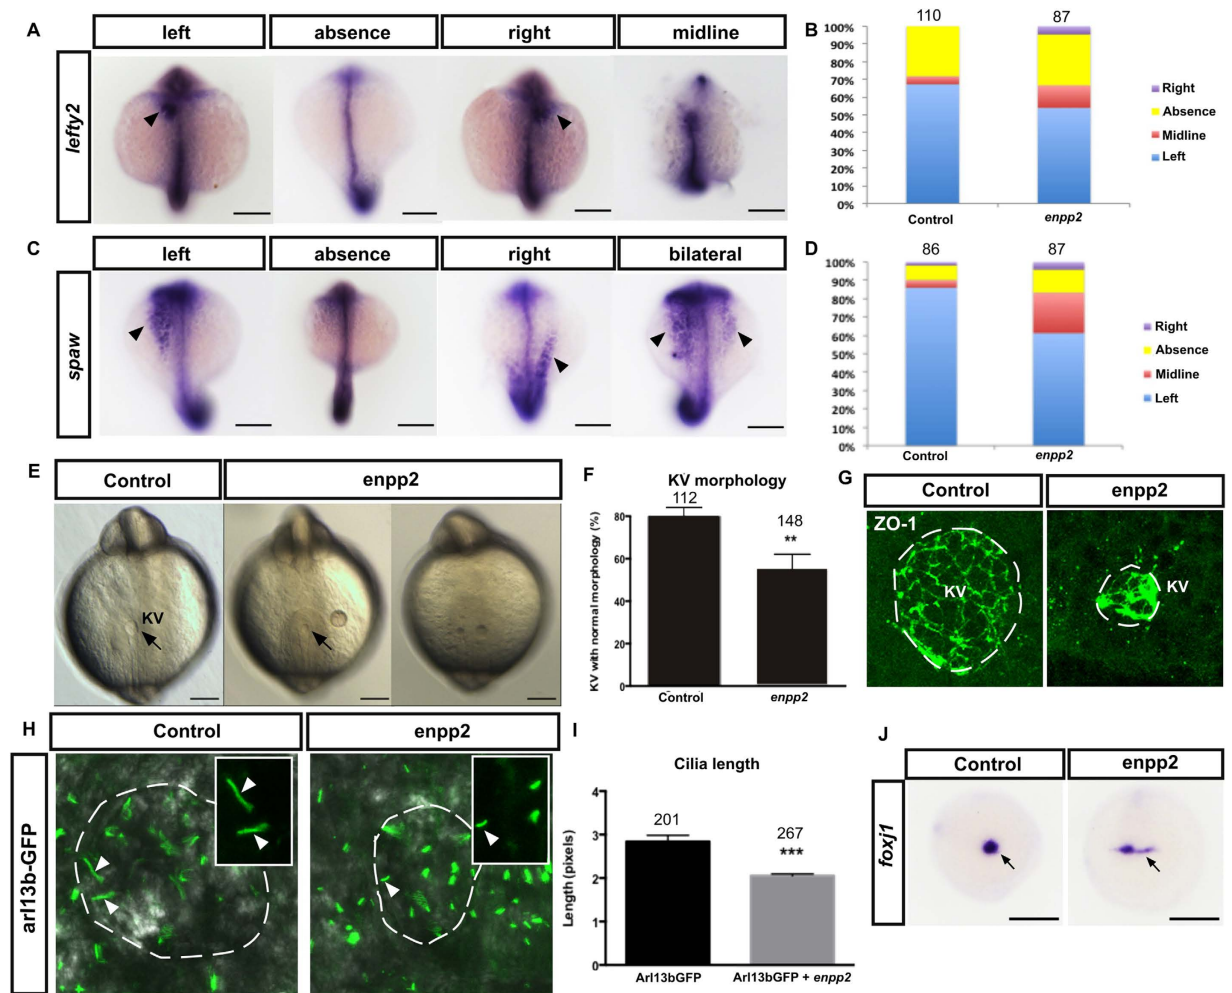 A
left
absence
right
midline
lefty2
B
110
87
100%
90%
80%
70%
60%
50%
40%
30%
20%
10%
0%
Control
enpp2
Right
Absence
Midline
Left
C
left
absence
right
bilateral
spaw
D
86
87
100%
90%
80%
70%
60%
50%
40%
30%
20%
10%
0%
Control
enpp2
Right
Absence
Midline
Left
E
Control
enpp2
KV
F
KV morphology
112
148
**
KV with normal morphology (%)
80
60
40
20
0
Control
enpp2
G
Control
enpp2
ZO-1
KV
KV
H
Control
enpp2
arl13b-GFP
I
Cilia length
201
267
***
Length (pixels)
4
3
2
1
0
Arl13bGFP
Arl13bGFP + enpp2
J
Control
enpp2
foxj1